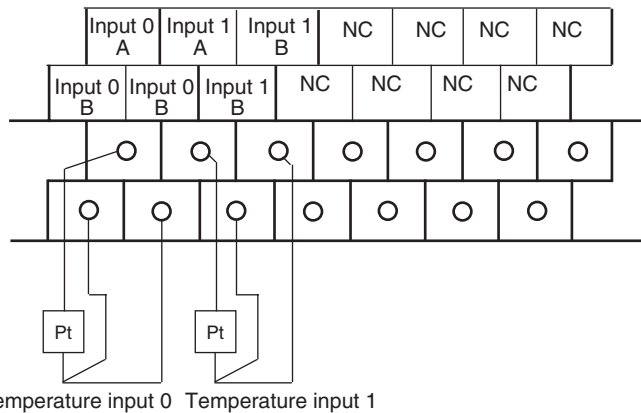 Input 0 A Input 1 A Input 1 B NC NC NC NC
Input 0 B Input 0 B Input 1 B NC NC NC NC
Pt Pt
emperature input 0 Temperature input 1